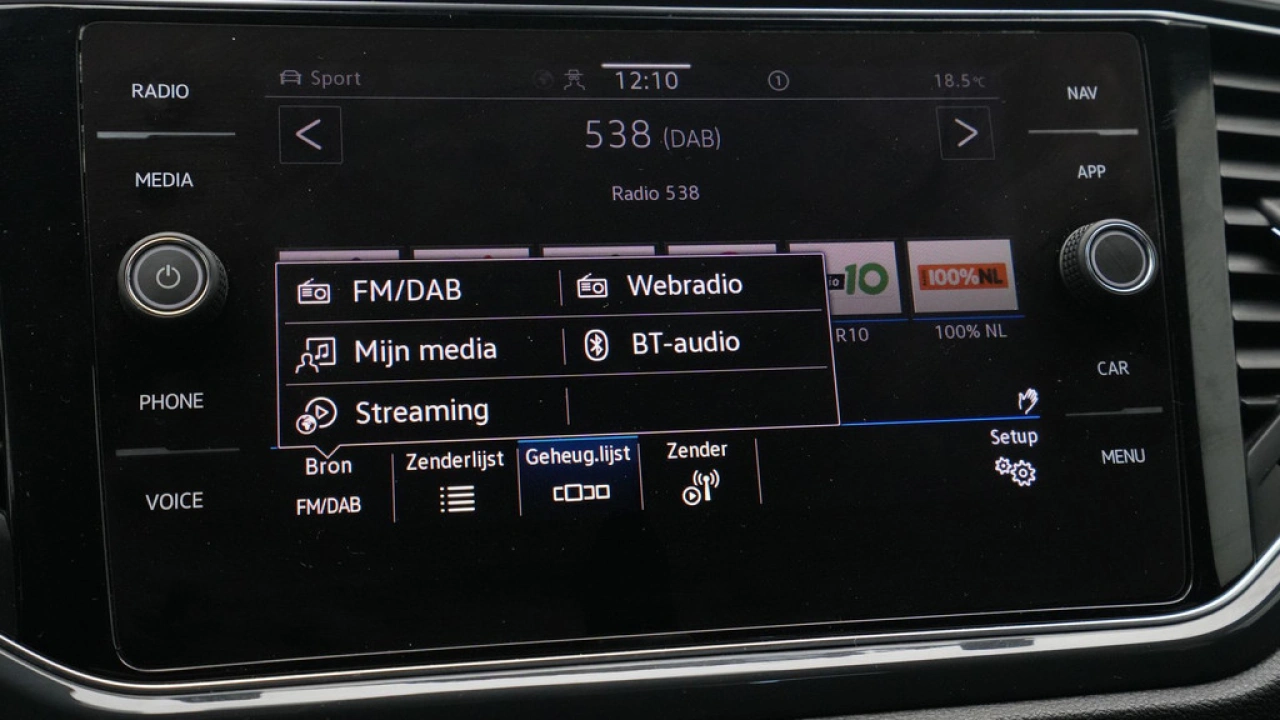 RADIO
MEDIA
PHONE
VOICE
Sport
12:10
1
18.5°C
< 538 (DAB) >
Radio 538
FM/DAB
Webradio
Mijn media
BT-audio
Streaming
io10
R10
100%NL
100% NL
Bron
FM/DAB
Zenderlijst
Geheug.lijst
Zender
Setup
NAV
APP
CAR
MENU